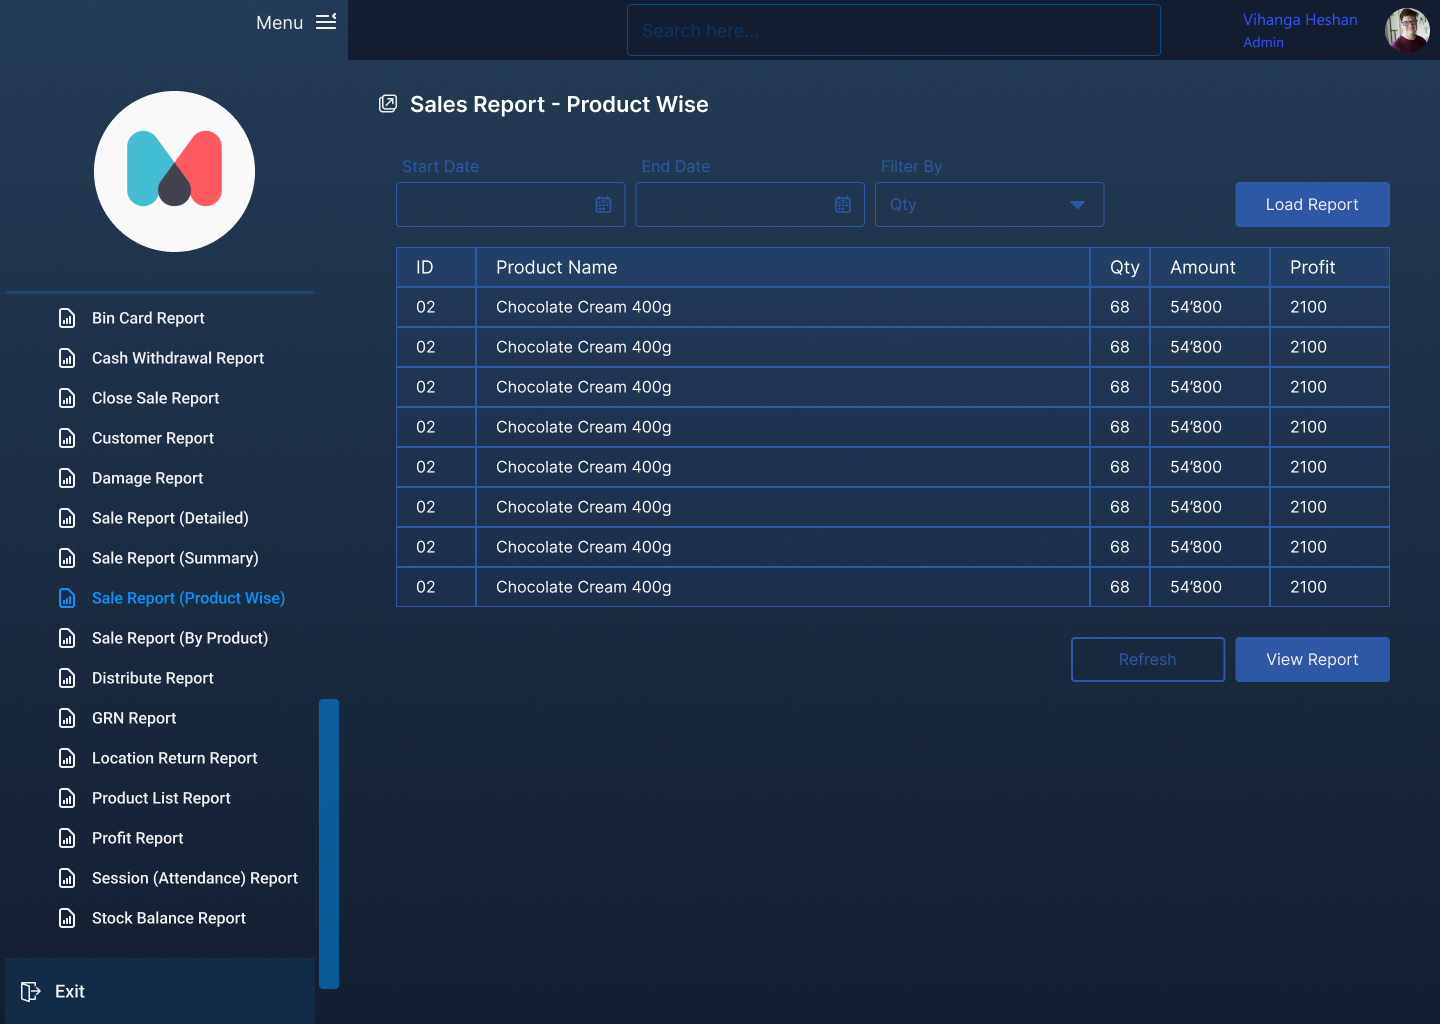 Menu
Search here...
Vihanga Heshan
Admin
Sales Report - Product Wise
Start Date
End Date
Filter By
Qty
Load Report
ID Product Name Qty Amount Profit
02 Chocolate Cream 400g 68 54’800 2100
02 Chocolate Cream 400g 68 54’800 2100
02 Chocolate Cream 400g 68 54’800 2100
02 Chocolate Cream 400g 68 54’800 2100
02 Chocolate Cream 400g 68 54’800 2100
02 Chocolate Cream 400g 68 54’800 2100
02 Chocolate Cream 400g 68 54’800 2100
02 Chocolate Cream 400g 68 54’800 2100
Refresh
View Report
Bin Card Report
Cash Withdrawal Report
Close Sale Report
Customer Report
Damage Report
Sale Report (Detailed)
Sale Report (Summary)
Sale Report (Product Wise)
Sale Report (By Product)
Distribute Report
GRN Report
Location Return Report
Product List Report
Profit Report
Session (Attendance) Report
Stock Balance Report
Exit